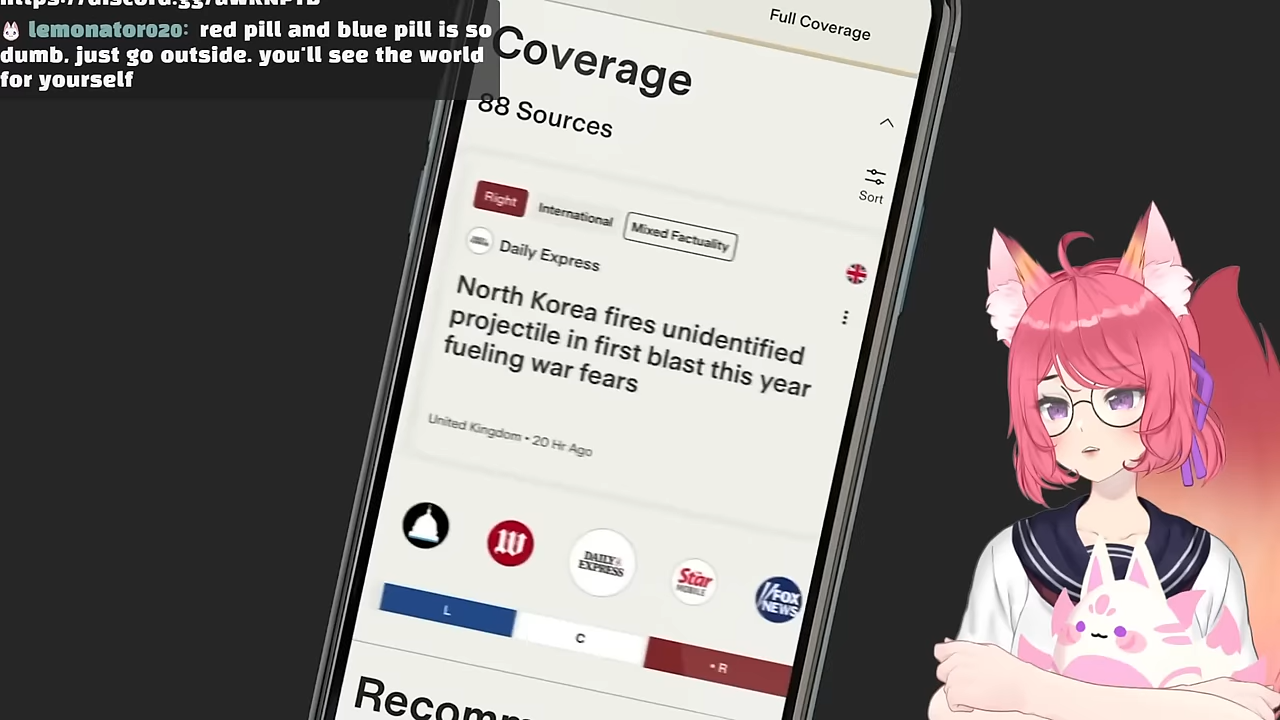 lemonator020: red pill and blue pill is so
dumb. just go outside. you'll see the world
for yourself
Full Coverage
Coverage
88 Sources
Sort
Right
International
Mixed Factuality
Daily Express
North Korea fires unidentified
projectile in first blast this year
fueling war fears
United Kingdom • 20 Hr Ago
DAILY
EXPRESS
Star
MOBILE
FOX
NEWS
L
C
R